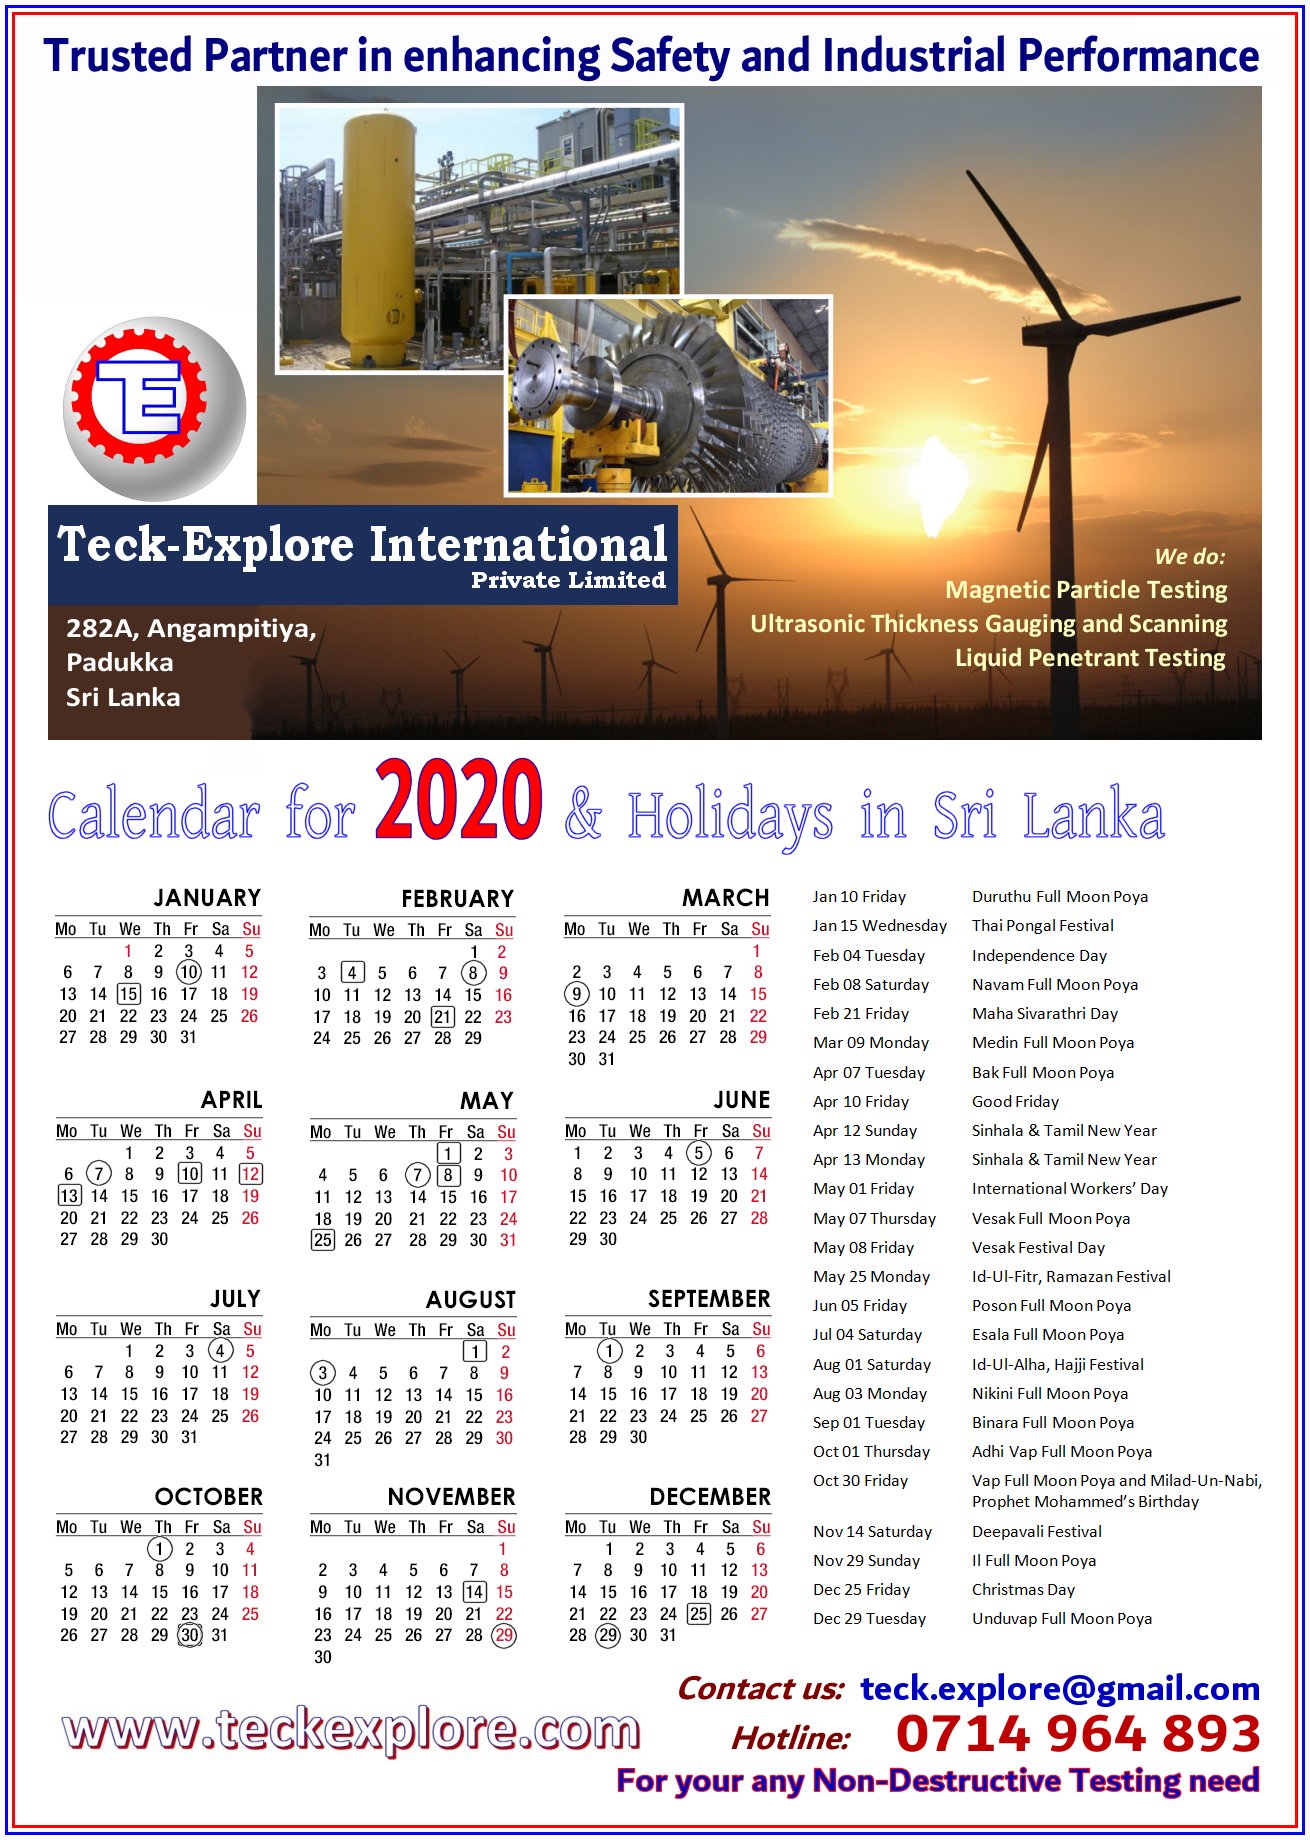 Trusted Partner in enhancing Safety and Industrial Performance
TE
Teck-Explore International
Private Limited
282A, Angampitiya,
Padukka
Sri Lanka
We do:
Magnetic Particle Testing
Ultrasonic Thickness Gauging and Scanning
Liquid Penetrant Testing
Calendar for 2020 & Holidays in Sri Lanka
JANUARY
Mo Tu We Th Fr Sa Su
1 2 3 4 5
6 7 8 9 10 11 12
13 14 15 16 17 18 19
20 21 22 23 24 25 26
27 28 29 30 31
FEBRUARY
Mo Tu We Th Fr Sa Su
1 2
3 4 5 6 7 8 9
10 11 12 13 14 15 16
17 18 19 20 21 22 23
24 25 26 27 28 29
MARCH
Mo Tu We Th Fr Sa Su
1
2 3 4 5 6 7 8
9 10 11 12 13 14 15
16 17 18 19 20 21 22
23 24 25 26 27 28 29
30 31
APRIL
Mo Tu We Th Fr Sa Su
1 2 3 4 5
6 7 8 9 10 11 12
13 14 15 16 17 18 19
20 21 22 23 24 25 26
27 28 29 30
MAY
Mo Tu We Th Fr Sa Su
1 2 3
4 5 6 7 8 9 10
11 12 13 14 15 16 17
18 19 20 21 22 23 24
25 26 27 28 29 30 31
JUNE
Mo Tu We Th Fr Sa Su
1 2 3 4 5 6 7
8 9 10 11 12 13 14
15 16 17 18 19 20 21
22 23 24 25 26 27 28
29 30
JULY
Mo Tu We Th Fr Sa Su
1 2 3 4 5
6 7 8 9 10 11 12
13 14 15 16 17 18 19
20 21 22 23 24 25 26
27 28 29 30 31
AUGUST
Mo Tu We Th Fr Sa Su
1 2
3 4 5 6 7 8 9
10 11 12 13 14 15 16
17 18 19 20 21 22 23
24 25 26 27 28 29 30
31
SEPTEMBER
Mo Tu We Th Fr Sa Su
1 2 3 4 5 6
7 8 9 10 11 12 13
14 15 16 17 18 19 20
21 22 23 24 25 26 27
28 29 30
OCTOBER
Mo Tu We Th Fr Sa Su
1 2 3 4
5 6 7 8 9 10 11
12 13 14 15 16 17 18
19 20 21 22 23 24 25
26 27 28 29 30 31
NOVEMBER
Mo Tu We Th Fr Sa Su
1
2 3 4 5 6 7 8
9 10 11 12 13 14 15
16 17 18 19 20 21 22
23 24 25 26 27 28 29
30
DECEMBER
Mo Tu We Th Fr Sa Su
1 2 3 4 5 6
7 8 9 10 11 12 13
14 15 16 17 18 19 20
21 22 23 24 25 26 27
28 29 30 31
Jan 10 Friday Duruthu Full Moon Poya
Jan 15 Wednesday Thai Pongal Festival
Feb 04 Tuesday Independence Day
Feb 08 Saturday Navam Full Moon Poya
Feb 21 Friday Maha Sivarathri Day
Mar 09 Monday Medin Full Moon Poya
Apr 07 Tuesday Bak Full Moon Poya
Apr 10 Friday Good Friday
Apr 12 Sunday Sinhala & Tamil New Year
Apr 13 Monday Sinhala & Tamil New Year
May 01 Friday International Workers’ Day
May 07 Thursday Vesak Full Moon Poya
May 08 Friday Vesak Festival Day
May 25 Monday Id-Ul-Fitr, Ramazan Festival
Jun 05 Friday Poson Full Moon Poya
Jul 04 Saturday Esala Full Moon Poya
Aug 01 Saturday Id-Ul-Alha, Hajji Festival
Aug 03 Monday Nikini Full Moon Poya
Sep 01 Tuesday Binara Full Moon Poya
Oct 01 Thursday Adhi Vap Full Moon Poya
Oct 30 Friday Vap Full Moon Poya and Milad-Un-Nabi,
Prophet Mohammed’s Birthday
Nov 14 Saturday Deepavali Festival
Nov 29 Sunday Il Full Moon Poya
Dec 25 Friday Christmas Day
Dec 29 Tuesday Unduvap Full Moon Poya
www.teckexplore.com
Contact us: teck.explore@gmail.com
Hotline: 0714 964 893
For your any Non-Destructive Testing need